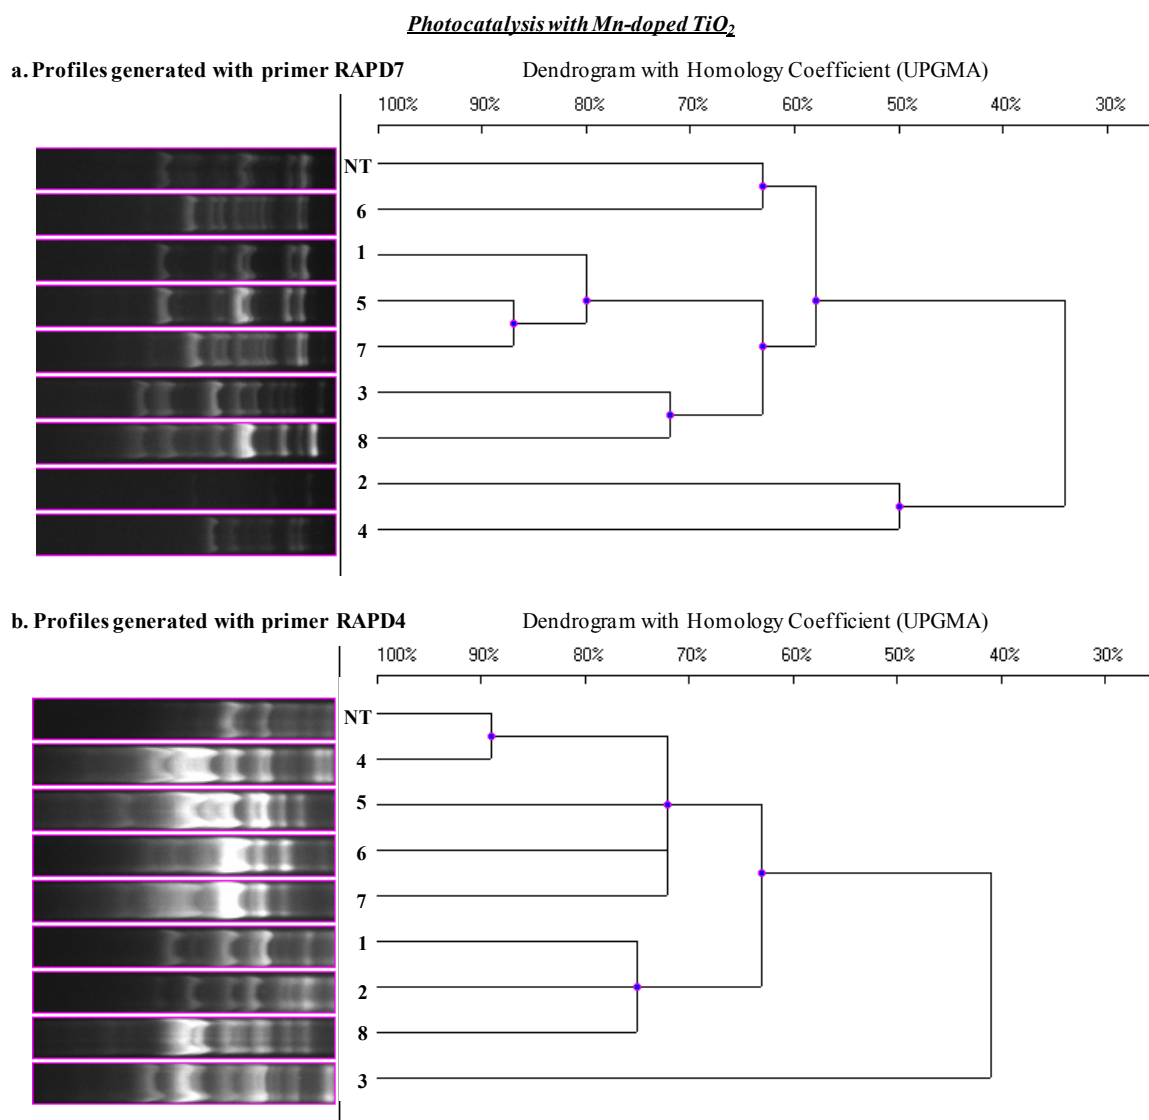 Photocatalysis with Mn-doped TiO2
a. Profiles generated with primer RAPD7 Dendrogram with Homology Coefficient (UPGMA)
100% 90% 80% 70% 60% 50% 40% 30%
NT
6
1
5
7
3
8
2
4
b. Profiles generated with primer RAPD4 Dendrogram with Homology Coefficient (UPGMA)
100% 90% 80% 70% 60% 50% 40% 30%
NT
4
5
6
7
1
2
8
3